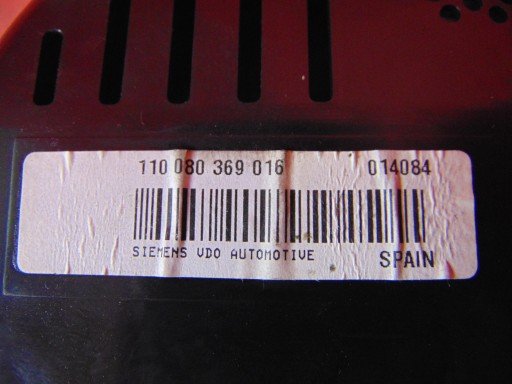 110 080 369 016 014084
SIEMENS VDO AUTOMOTIVE SPAIN